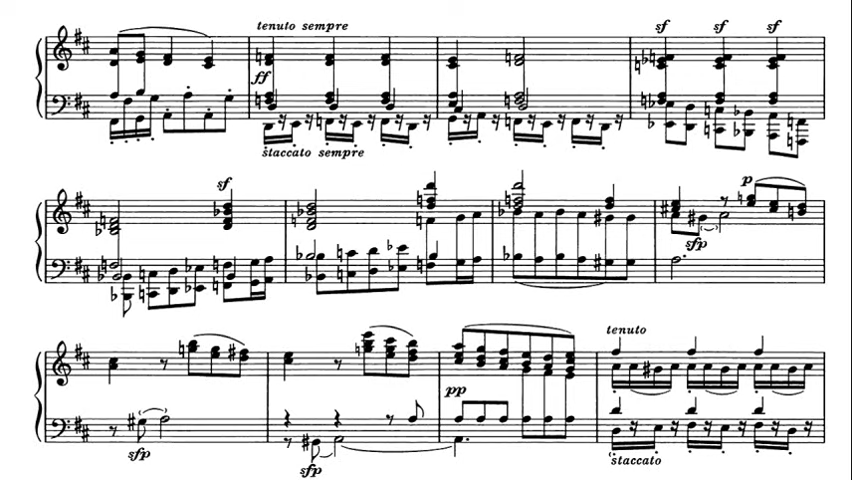 tenuto sempre
ff
staccato sempre
sf sf sf
sf
p
sfp
sfp
sfp
pp
tenuto
staccato